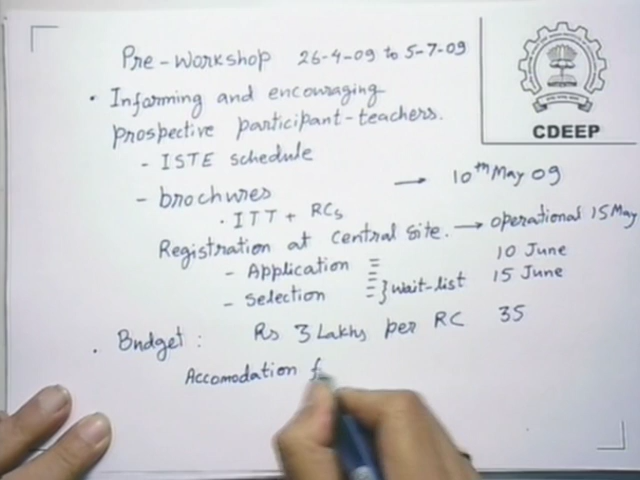 Pre-Workshop 26-4-09 to 5-7-09
• Informing and encouraging
prospective participant-teachers.
- ISTE schedule
- brochures → 10th May 09
• ITT + RCs
Registration at Central Site. → operational 15 May
- Application 10 June
- Selection } wait-list 15 June
• Budget: Rs 3 Lakhs per RC 35
Accomodation f
CDEEP